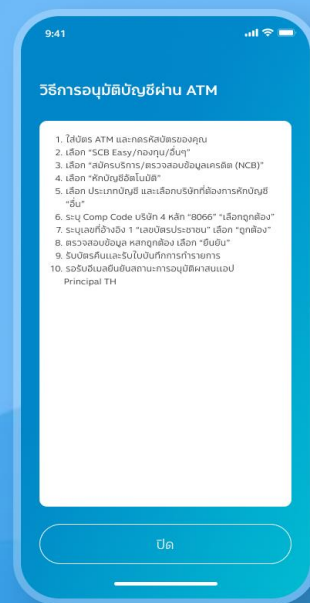 9:41
วิธีการอนุมัติบัญชีผ่าน ATM
1. ใส่บัตร ATM และกดรหัสบัตรของคุณ
2. เลือก “SCB Easy/กองทุน/อื่นๆ”
3. เลือก “สมัครบริการ/ตรวจสอบข้อมูลเครดิต (NCB)”
4. เลือก “หักบัญชีอัตโนมัติ”
5. เลือก ประเภทบัญชี และเลือกบริษัทที่ต้องการหักบัญชี
“อื่น”
6. ระบุ Comp Code บริษัท 4 หลัก “8066” “เลือกถูกต้อง”
7. ระบุเลขที่อ้างอิง 1 “เลขบัตรประชาชน” เลือก “ถูกต้อง”
8. ตรวจสอบข้อมูล หสกถูกต้อง เลือก “ยืนยัน”
9. รับบัตรคืนและรับใบบันทึกการทำรายการ
10. รอรับอีเมลยืนยันสถานะการอนุมัติผาสนแอป
Principal TH
ปิด